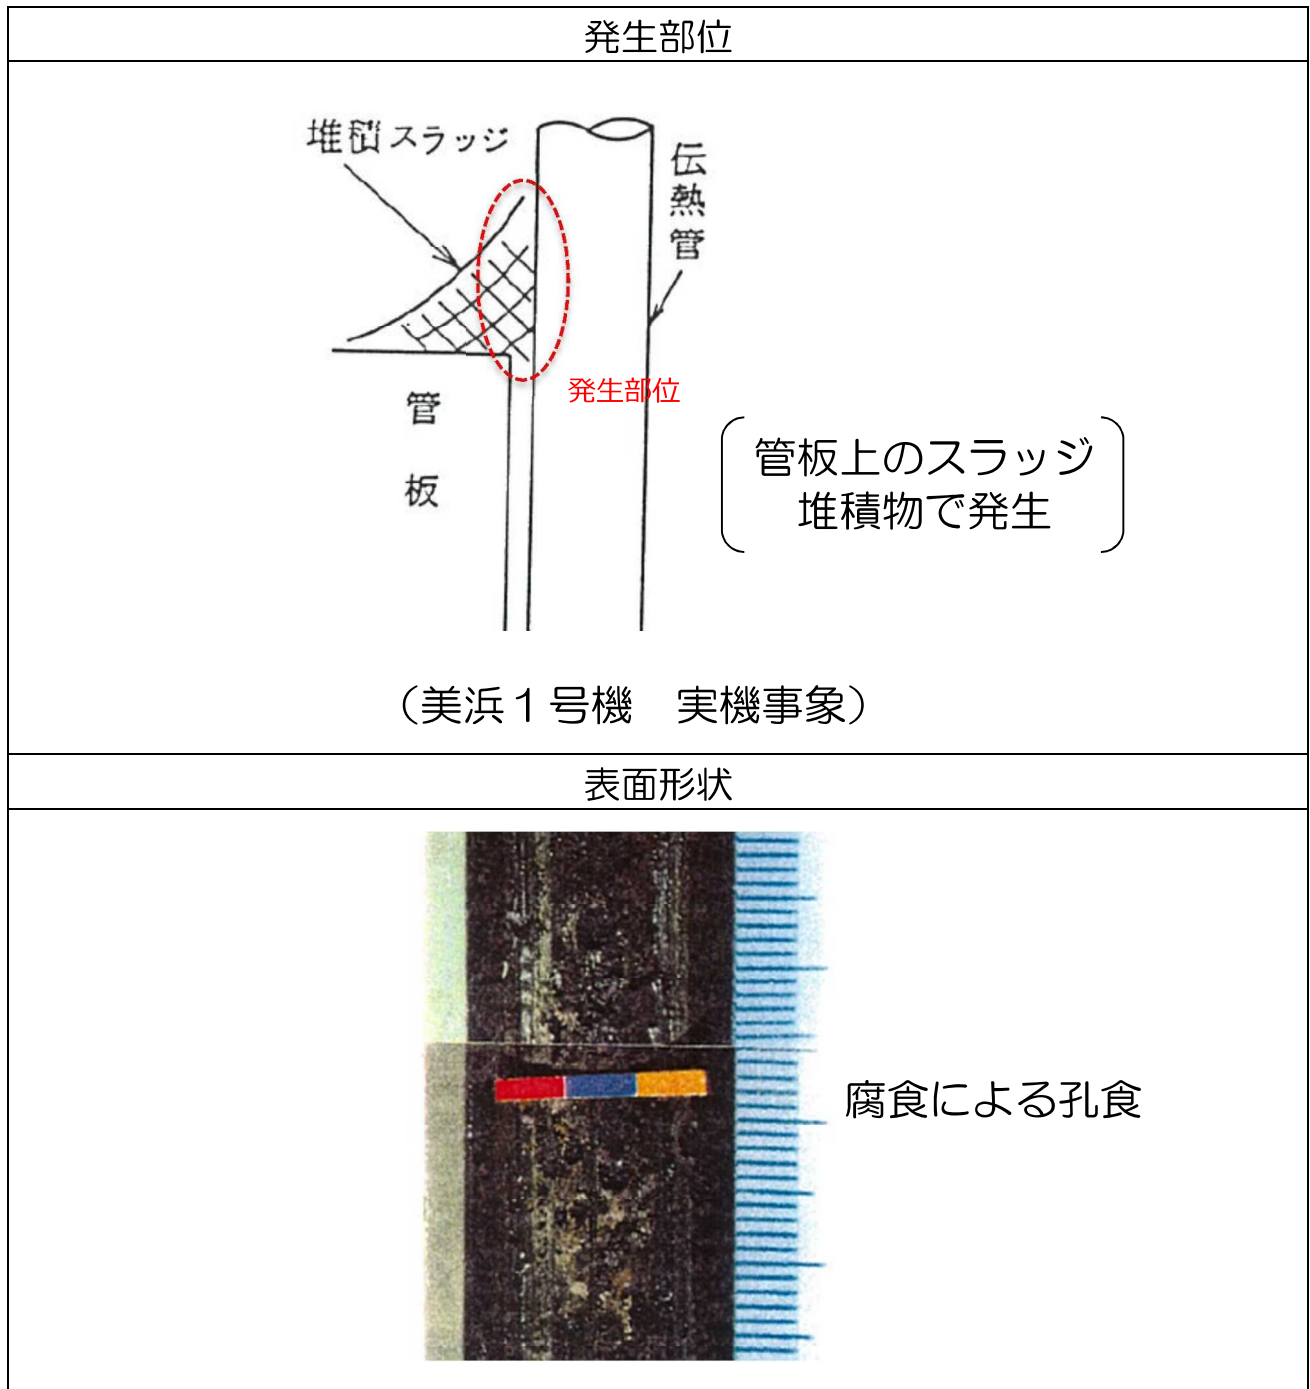 発生部位
堆積スラッジ
伝熱管
発生部位
管板
管板上のスラッジ
堆積物で発生
（美浜１号機　実機事象）
表面形状
腐食による孔食